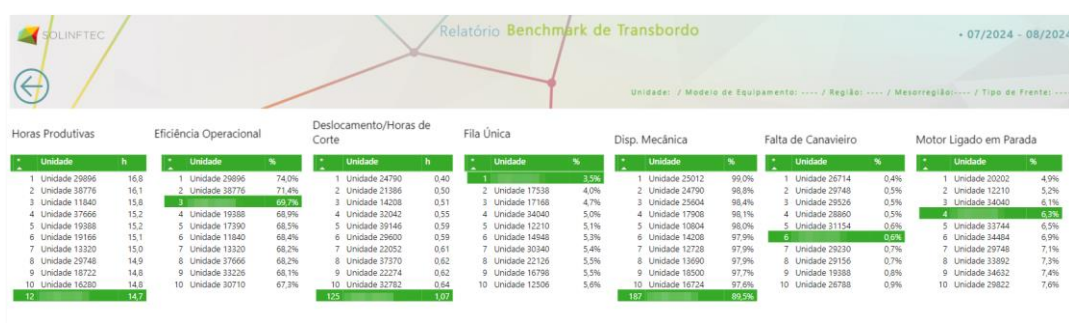 SOLINFTEC
Relatório Benchmark de Transbordo
• 07/2024 - 08/2024
Unidade: / Modelo de Equipamento: ---- / Região: ---- / Mesorregião:---- / Tipo de Frente: ----
Horas Produtivas
* Unidade h
1 Unidade 29896 16,8
2 Unidade 38776 16,1
3 Unidade 11840 15,8
4 Unidade 37666 15,2
5 Unidade 19388 15,2
6 Unidade 19166 15,1
7 Unidade 13320 15,0
8 Unidade 29748 14,9
9 Unidade 18722 14,8
10 Unidade 16280 14,8
12 14,7
Eficiência Operacional
* Unidade %
1 Unidade 29896 74,0%
2 Unidade 38776 71,4%
3 69,7%
4 Unidade 19388 68,9%
5 Unidade 17390 68,5%
6 Unidade 11840 68,4%
7 Unidade 13320 68,2%
8 Unidade 37666 68,2%
9 Unidade 33226 68,1%
10 Unidade 30710 67,3%
Deslocamento/Horas de
Corte
* Unidade h
1 Unidade 24790 0,40
2 Unidade 21386 0,50
3 Unidade 14208 0,51
4 Unidade 32042 0,55
5 Unidade 39146 0,59
6 Unidade 29600 0,59
7 Unidade 22052 0,61
8 Unidade 37370 0,62
9 Unidade 22274 0,62
10 Unidade 32782 0,64
125 1,07
Fila Única
* Unidade %
1 3,5%
2 Unidade 17538 4,0%
3 Unidade 17168 4,7%
4 Unidade 34040 5,0%
5 Unidade 12210 5,1%
6 Unidade 14948 5,3%
7 Unidade 30340 5,4%
8 Unidade 22126 5,5%
9 Unidade 16798 5,5%
10 Unidade 12506 5,6%
Disp. Mecânica
* Unidade %
1 Unidade 25012 99,0%
2 Unidade 24790 98,8%
3 Unidade 25604 98,4%
4 Unidade 17908 98,1%
5 Unidade 10804 98,0%
6 Unidade 14208 97,9%
7 Unidade 12728 97,9%
8 Unidade 13690 97,9%
9 Unidade 18500 97,7%
10 Unidade 16724 97,6%
187 89,5%
Falta de Canavieiro
* Unidade %
1 Unidade 26714 0,4%
2 Unidade 29748 0,5%
3 Unidade 29526 0,5%
4 Unidade 28860 0,5%
5 Unidade 31154 0,6%
6 0,6%
7 Unidade 29230 0,7%
8 Unidade 29156 0,7%
9 Unidade 19388 0,8%
10 Unidade 26788 0,9%
Motor Ligado em Parada
* Unidade %
1 Unidade 20202 4,9%
2 Unidade 12210 5,2%
3 Unidade 34040 6,1%
4 6,3%
5 Unidade 33744 6,5%
6 Unidade 34484 6,9%
7 Unidade 29748 7,1%
8 Unidade 33892 7,3%
9 Unidade 34632 7,4%
10 Unidade 29822 7,6%